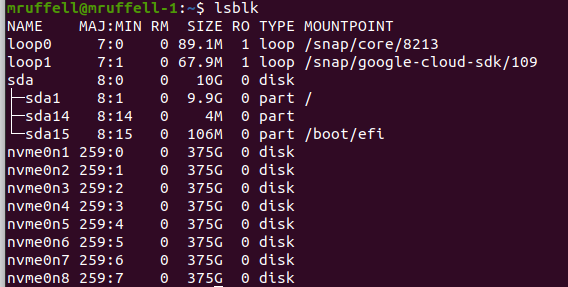 mruffell@mruffell-1:~$ lsblk
NAME    MAJ:MIN RM  SIZE RO TYPE MOUNTPOINT
loop0     7:0    0 89.1M  1 loop /snap/core/8213
loop1     7:1    0 67.9M  1 loop /snap/google-cloud-sdk/109
sda       8:0    0   10G  0 disk
├─sda1    8:1    0  9.9G  0 part /
├─sda14   8:14   0    4M  0 part
└─sda15   8:15   0  106M  0 part /boot/efi
nvme0n1 259:0    0  375G  0 disk
nvme0n2 259:1    0  375G  0 disk
nvme0n3 259:2    0  375G  0 disk
nvme0n4 259:3    0  375G  0 disk
nvme0n5 259:4    0  375G  0 disk
nvme0n6 259:5    0  375G  0 disk
nvme0n7 259:6    0  375G  0 disk
nvme0n8 259:7    0  375G  0 disk